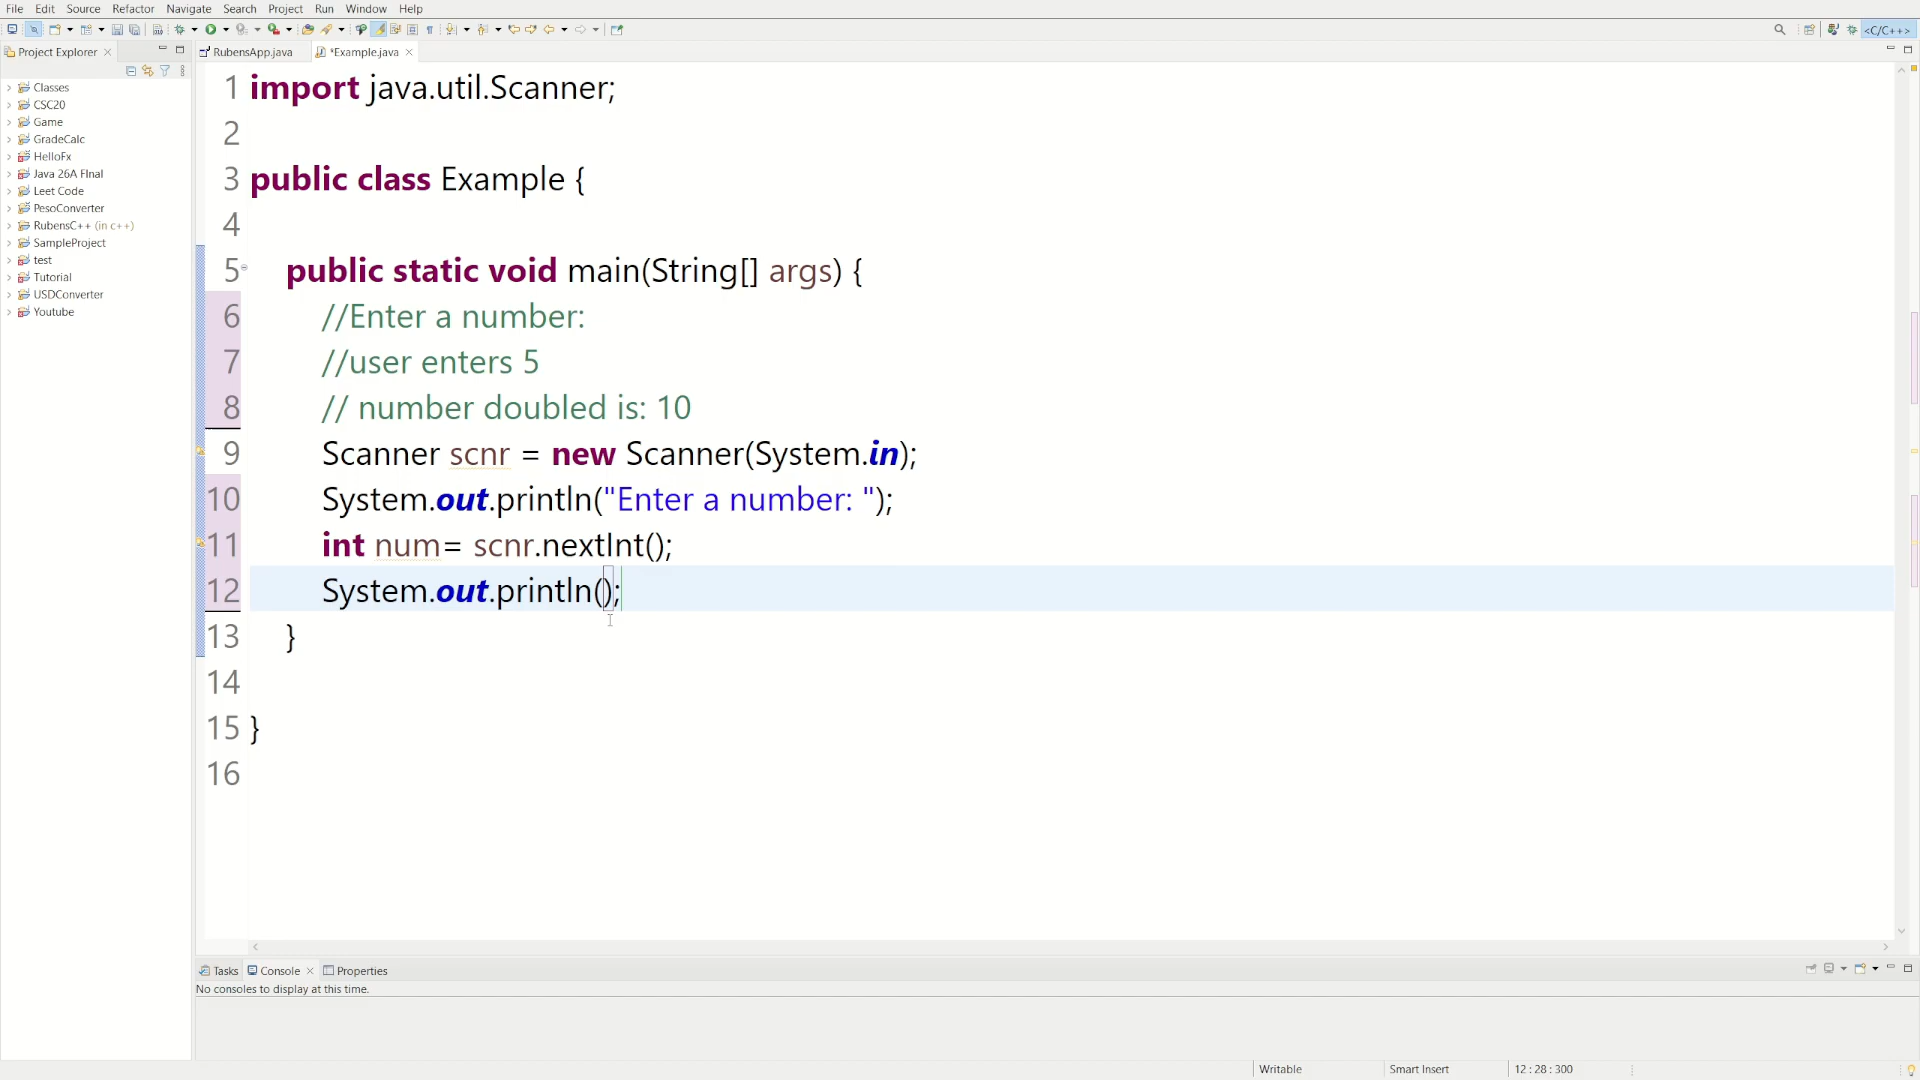 File Edit Source Refactor Navigate Search Project Run Window Help
<C/C++>
Project Explorer
RubensApp.java
*Example.java
Classes
CSC20
Game
GradeCalc
HelloFx
Java 26A FInal
Leet Code
PesoConverter
RubensC++ (in c++)
SampleProject
test
Tutorial
USDConverter
Youtube
1 import java.util.Scanner;
2
3 public class Example {
4
5 public static void main(String[] args) {
6 //Enter a number:
7 //user enters 5
8 // number doubled is: 10
9 Scanner scnr = new Scanner(System.in);
10 System.out.println("Enter a number: ");
11 int num= scnr.nextInt();
12 System.out.println();
13 }
14
15 }
16
Tasks Console Properties
No consoles to display at this time.
Writable Smart Insert 12 : 28 : 300